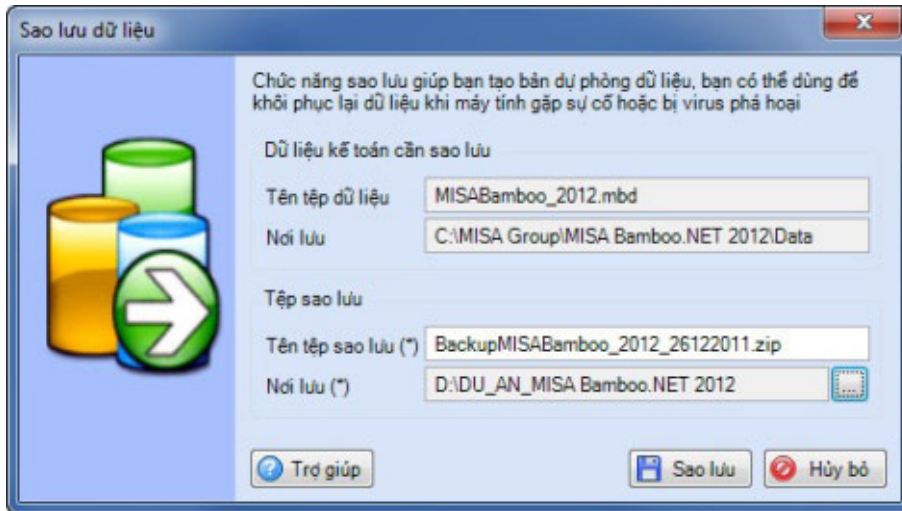 Sao lưu dữ liệu
Chức năng sao lưu giúp bạn tạo bản dự phòng dữ liệu, bạn có thể dùng để
khôi phục lại dữ liệu khi máy tính gặp sự cố hoặc bị virus phá hoại
Dữ liệu kế toán cần sao lưu
Tên tệp dữ liệu MISABamboo_2012.mbd
Nơi lưu C:\MISA Group\MISA Bamboo.NET 2012\Data
Tệp sao lưu
Tên tệp sao lưu (*) BackupMISABamboo_2012_26122011.zip
Nơi lưu (*) D:\DU_AN_MISA Bamboo.NET 2012 ...
Trợ giúp Sao lưu Hủy bỏ